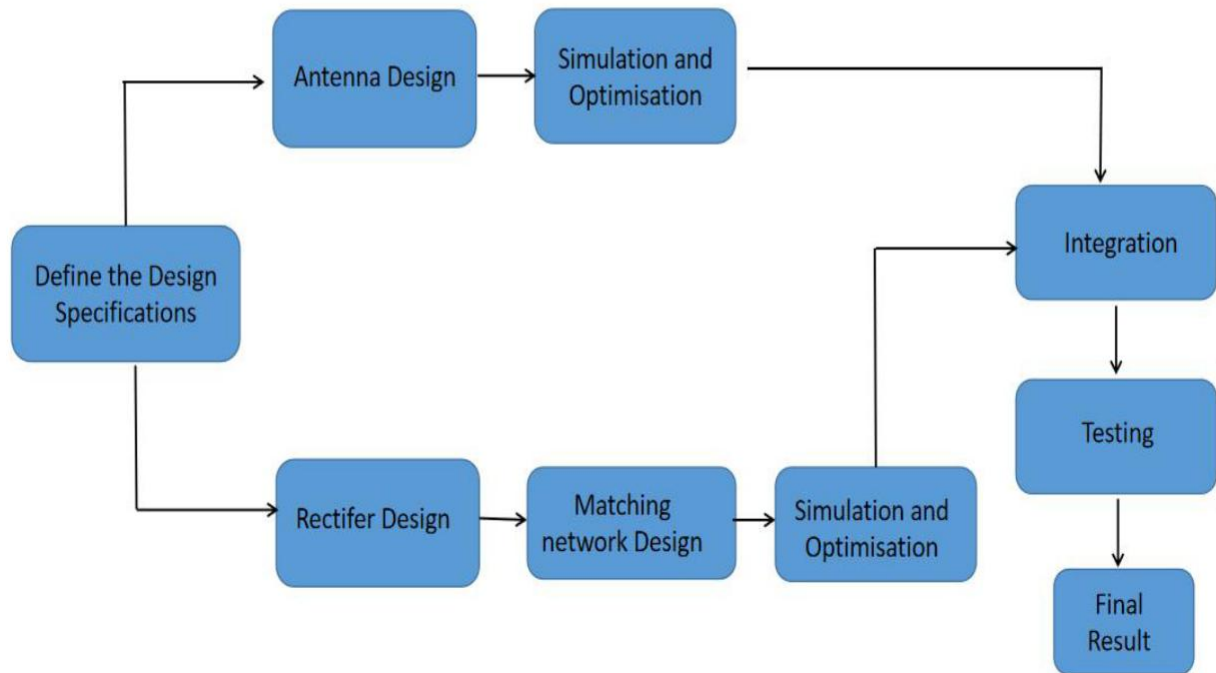 Antenna Design
Simulation and
Optimisation
Define the Design
Specifications
Integration
Testing
Rectifer Design
Matching
network Design
Simulation and
Optimisation
Final
Result